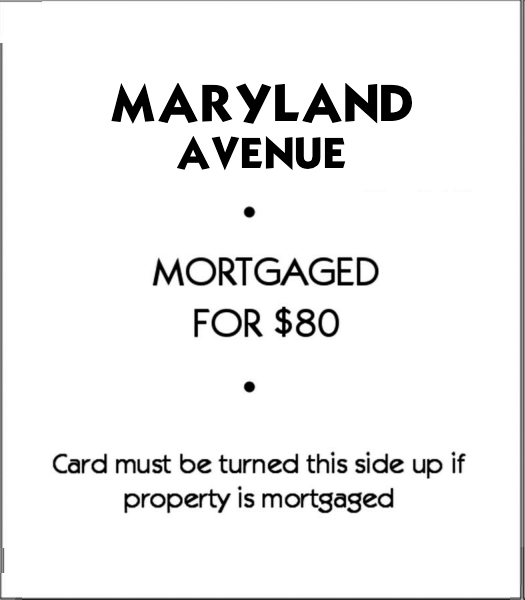 MARYLAND
AVENUE
•
MORTGAGED
FOR $80
•
Card must be turned this side up if
property is mortgaged